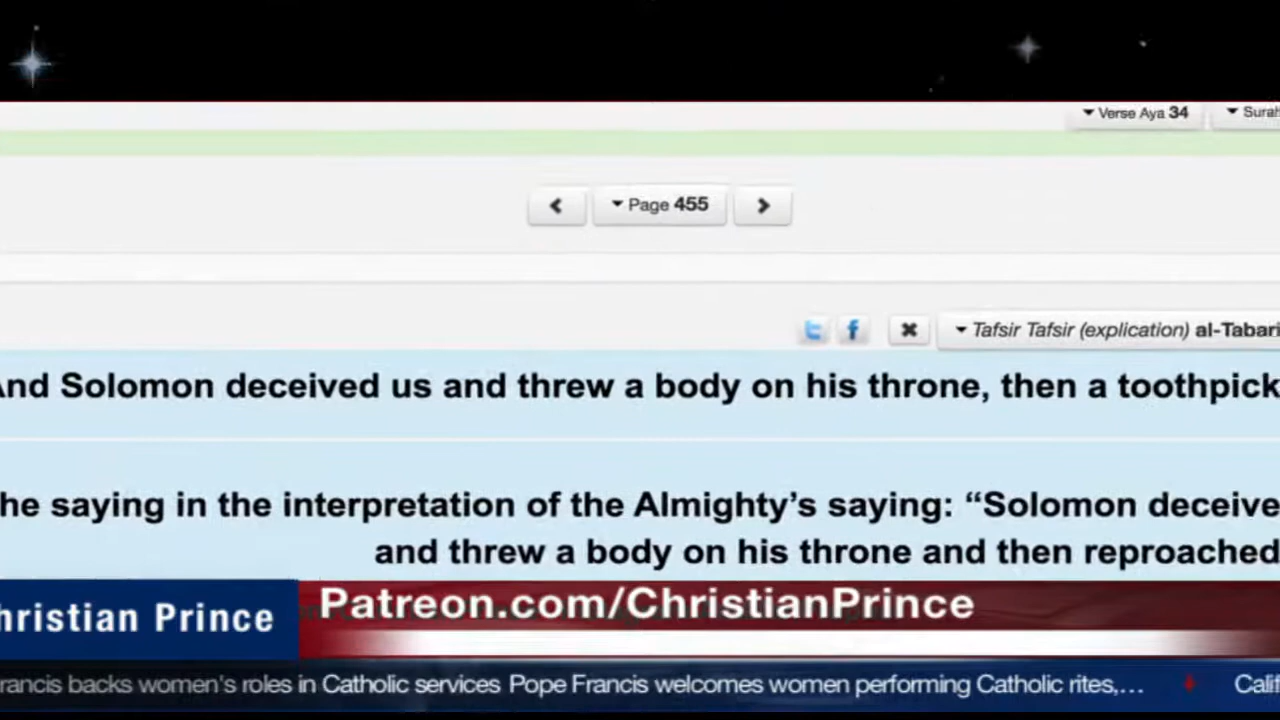 Verse Aya 34
Surah
Page 455
Tafsir Tafsir (explication) al-Tabari
And Solomon deceived us and threw a body on his throne, then a toothpick
he saying in the interpretation of the Almighty’s saying: “Solomon deceive
and threw a body on his throne and then reproached
hristian Prince
Patreon.com/ChristianPrince
rancis backs women's roles in Catholic services Pope Francis welcomes women performing Catholic rites,… Calif